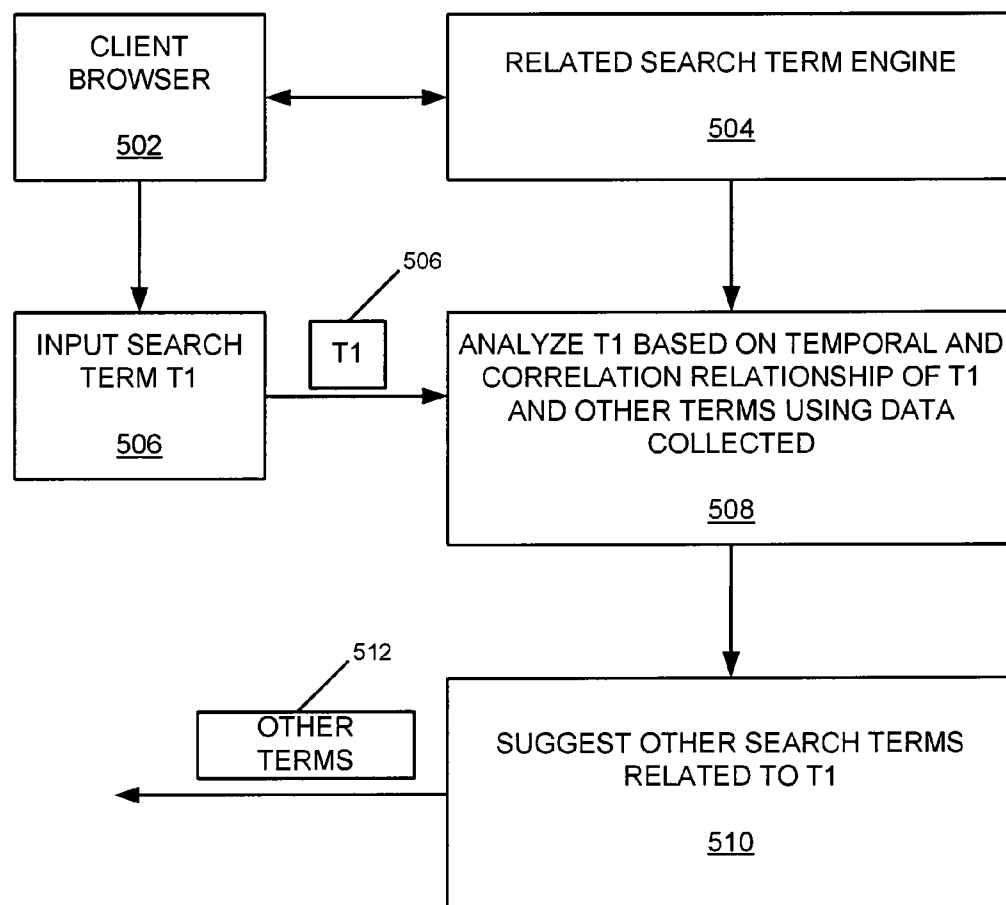 CLIENT
BROWSER
502
RELATED SEARCH TERM ENGINE
504
506
INPUT SEARCH
TERM T1
506
T1
ANALYZE T1 BASED ON TEMPORAL AND
CORRELATION RELATIONSHIP OF T1
AND OTHER TERMS USING DATA
COLLECTED
508
512
OTHER
TERMS
SUGGEST OTHER SEARCH TERMS
RELATED TO T1
510